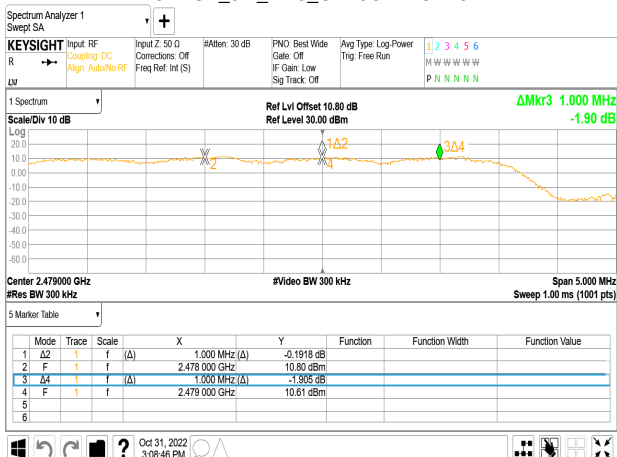 Spectrum Analyzer 1
Swept SA
KEYSIGHT
R
LXI
Input: RF
Coupling: DC
Align: Auto/No RF
Input Z: 50 Ω
Corrections: Off
Freq Ref: Int (S)
#Atten: 30 dB
PNO: Best Wide
Gate: Off
IF Gain: Low
Sig Track: Off
Avg Type: Log-Power
Trig: Free Run
1 2 3 4 5 6
M W W W W W
P N N N N N
1 Spectrum
Scale/Div 10 dB
Ref Lvl Offset 10.80 dB
Ref Level 30.00 dBm
ΔMkr3 1.000 MHz
-1.90 dB
Log
20.0
10.0
0.00
-10.0
-20.0
-30.0
-40.0
-50.0
-60.0
2
1Δ2
4
3Δ4
Center 2.479000 GHz
#Res BW 300 kHz
#Video BW 300 kHz
Span 5.000 MHz
Sweep 1.00 ms (1001 pts)
5 Marker Table
Mode Trace Scale X Y Function Function Width Function Value
1 Δ2 1 f (Δ) 1.000 MHz (Δ) -0.1918 dB
2 F 1 f 2.478 000 GHz 10.80 dBm
3 Δ4 1 f (Δ) 1.000 MHz (Δ) -1.905 dB
4 F 1 f 2.479 000 GHz 10.61 dBm
5
6
?
Oct 31, 2022
3:08:46 PM